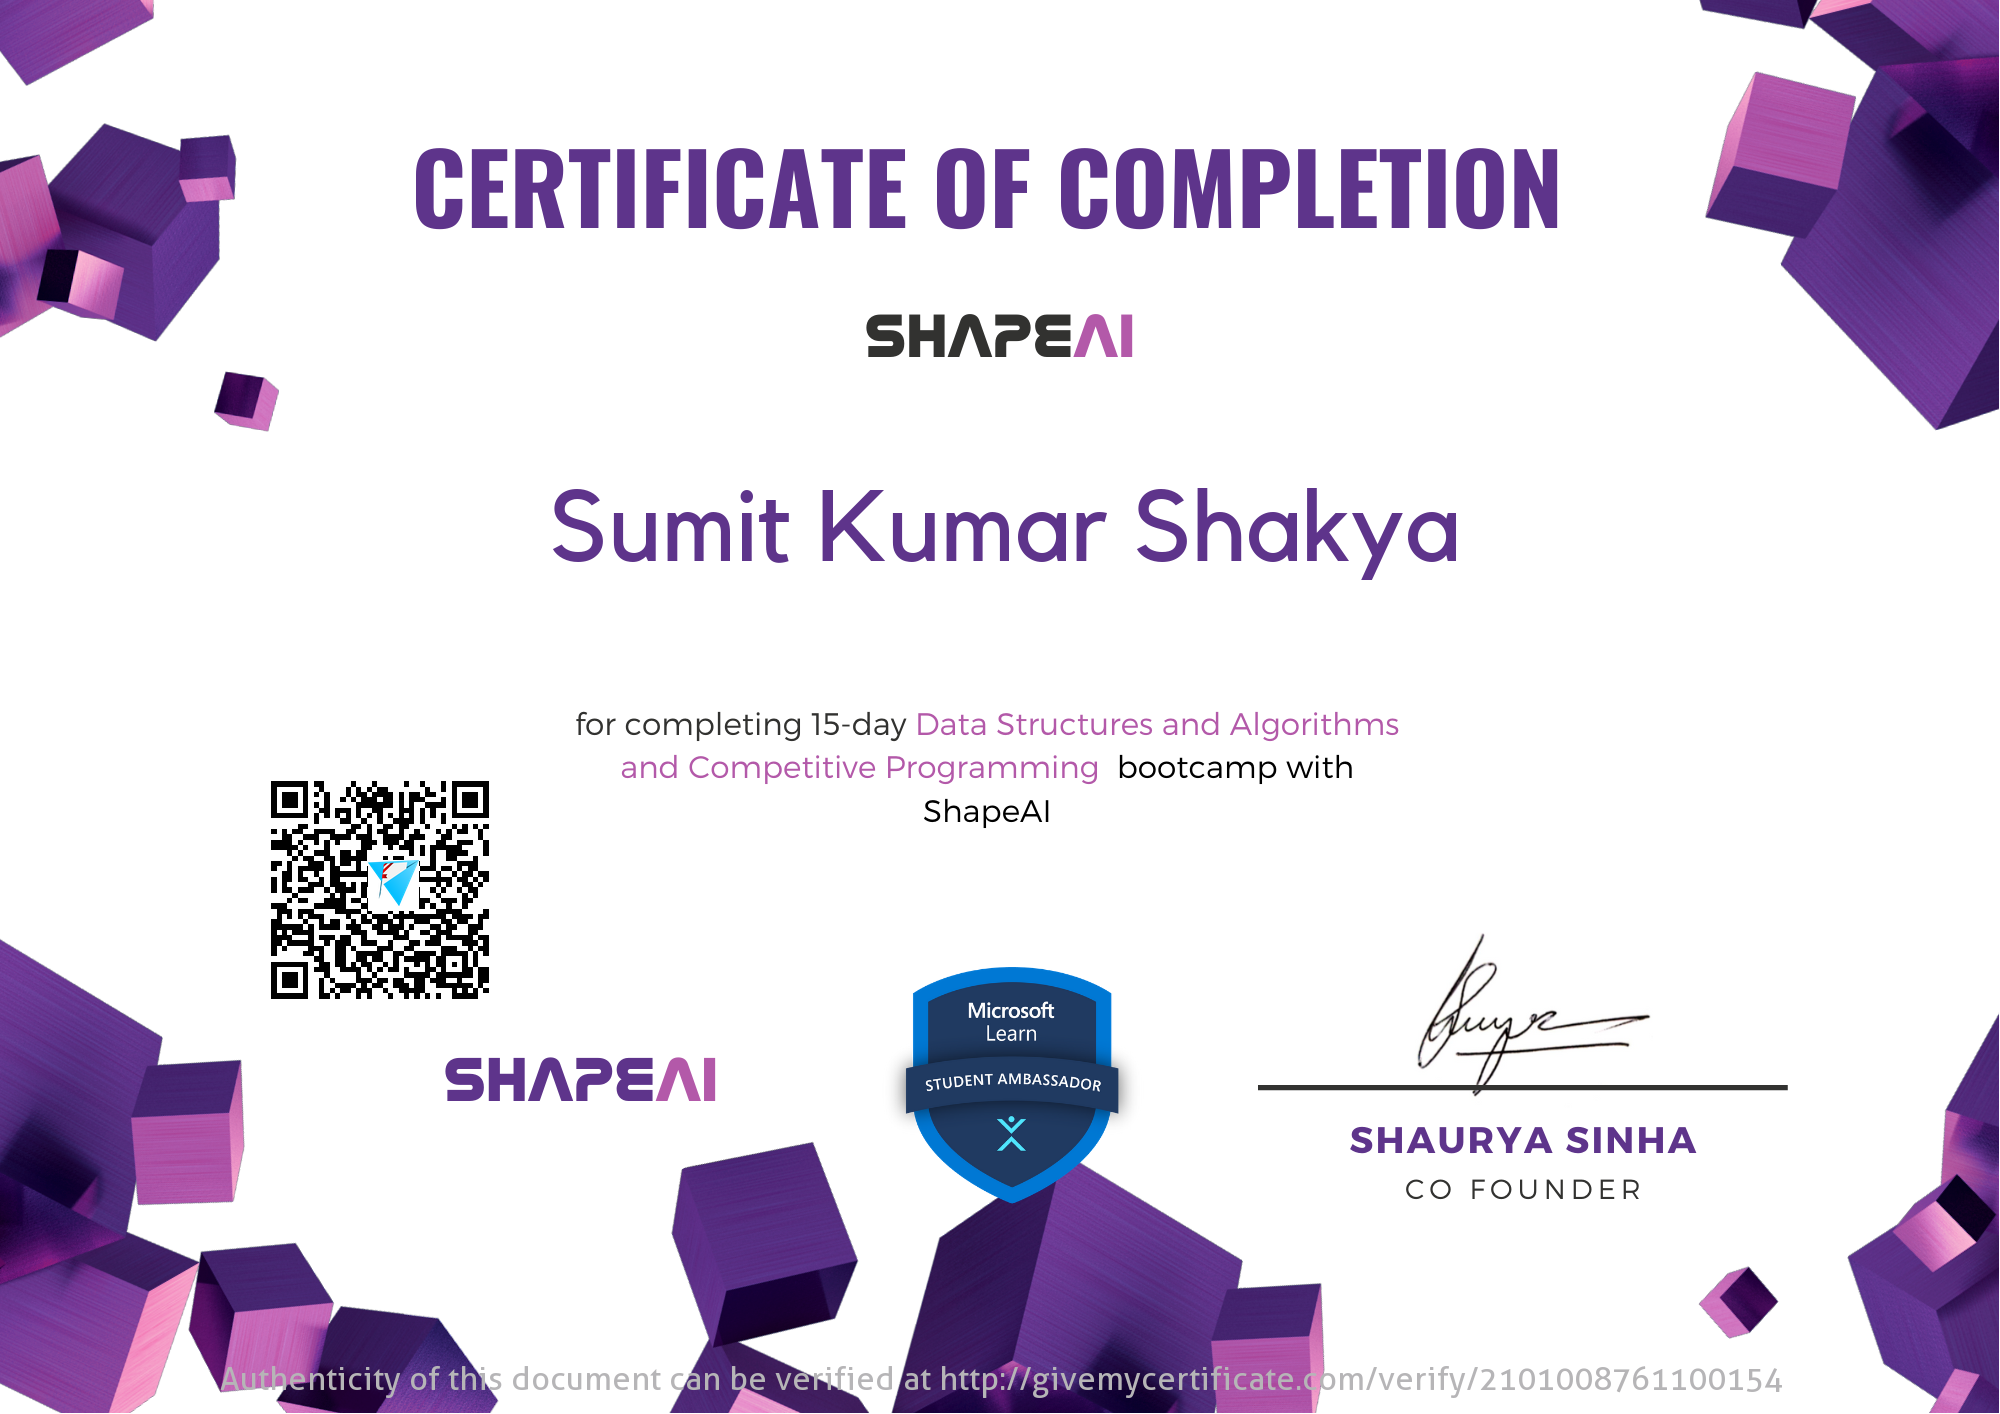 CERTIFICATE OF COMPLETION
SHAPEAI
Sumit Kumar Shakya
for completing 15-day Data Structures and Algorithms
and Competitive Programming bootcamp with
ShapeAI
SHAPEAI
Microsoft
Learn
STUDENT AMBASSADOR
SHAURYA SINHA
CO FOUNDER
Authenticity of this document can be verified at http://givemycertificate.com/verify/2101008761100154